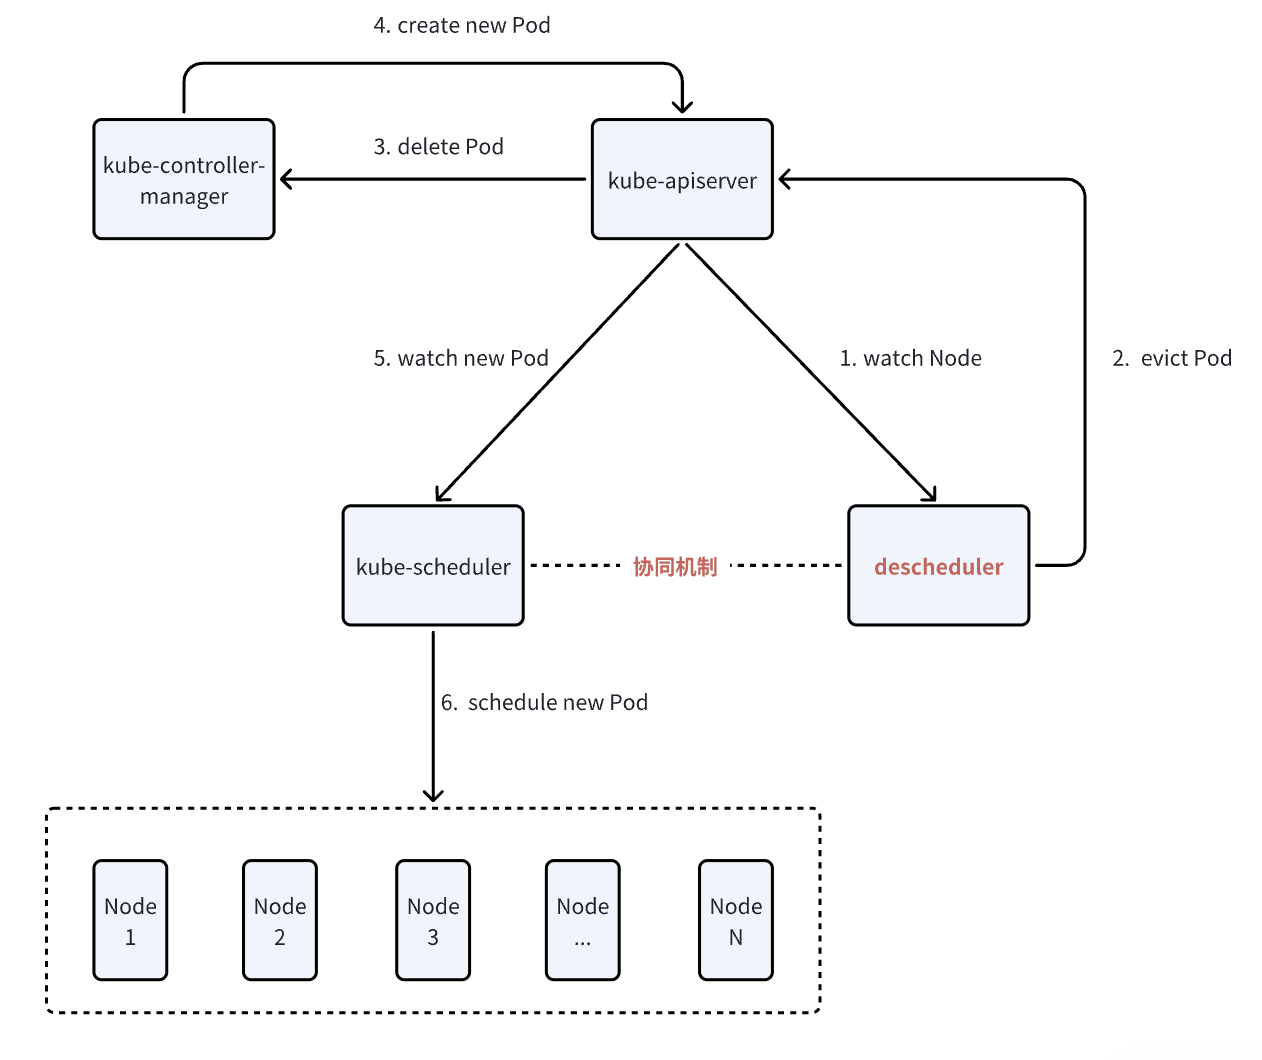 4. create new Pod
kube-controller-
manager
3. delete Pod
kube-apiserver
5. watch new Pod
1. watch Node
2. evict Pod
kube-scheduler
协同机制
descheduler
6. schedule new Pod
Node
1
Node
2
Node
3
Node
...
Node
N